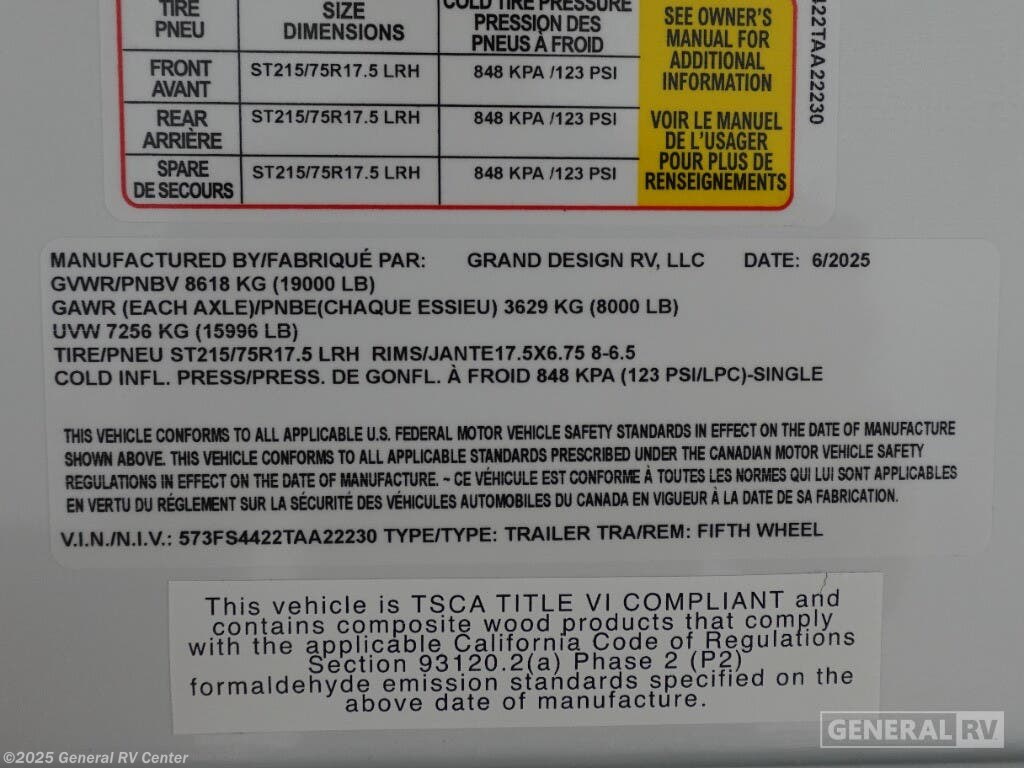 TIRE SIZE COLD TIRE PRESSURE
PNEU DIMENSIONS PRESSION DES
PNEUS À FROID
FRONT ST215/75R17.5 LRH 848 KPA /123 PSI
AVANT
REAR ST215/75R17.5 LRH 848 KPA /123 PSI
ARRIÈRE
SPARE ST215/75R17.5 LRH 848 KPA /123 PSI
DE SECOURS
SEE OWNER'S
MANUAL FOR
ADDITIONAL
INFORMATION
VOIR LE MANUEL
DE L'USAGER
POUR PLUS DE
RENSEIGNEMENTS
422TAA22230
MANUFACTURED BY/FABRIQUÉ PAR: GRAND DESIGN RV, LLC DATE: 6/2025
GVWR/PNBV 8618 KG (19000 LB)
GAWR (EACH AXLE)/PNBE(CHAQUE ESSIEU) 3629 KG (8000 LB)
UVW 7256 KG (15996 LB)
TIRE/PNEU ST215/75R17.5 LRH RIMS/JANTE17.5X6.75 8-6.5
COLD INFL. PRESS/PRESS. DE GONFL. À FROID 848 KPA (123 PSI/LPC)-SINGLE
THIS VEHICLE CONFORMS TO ALL APPLICABLE U.S. FEDERAL MOTOR VEHICLE SAFETY STANDARDS IN EFFECT ON THE DATE OF MANUFACTURE
SHOWN ABOVE. THIS VEHICLE CONFORMS TO ALL APPLICABLE STANDARDS PRESCRIBED UNDER THE CANADIAN MOTOR VEHICLE SAFETY
REGULATIONS IN EFFECT ON THE DATE OF MANUFACTURE. ~ CE VÉHICULE EST CONFORME À TOUTES LES NORMES QUI LUI SONT APPLICABLES
EN VERTU DU RÉGLEMENT SUR LA SÉCURITÉ DES VÉHICULES AUTOMOBILES DU CANADA EN VIGUEUR À LA DATE DE SA FABRICATION.
V.I.N./N.I.V.: 573FS4422TAA22230 TYPE/TYPE: TRAILER TRA/REM: FIFTH WHEEL
This vehicle is TSCA TITLE VI COMPLIANT and
contains composite wood products that comply
with the applicable California Code of Regulations
Section 93120.2(a) Phase 2 (P2)
formaldehyde emission standards specified on the
above date of manufacture.
GENERAL RV
©2025 General RV Center